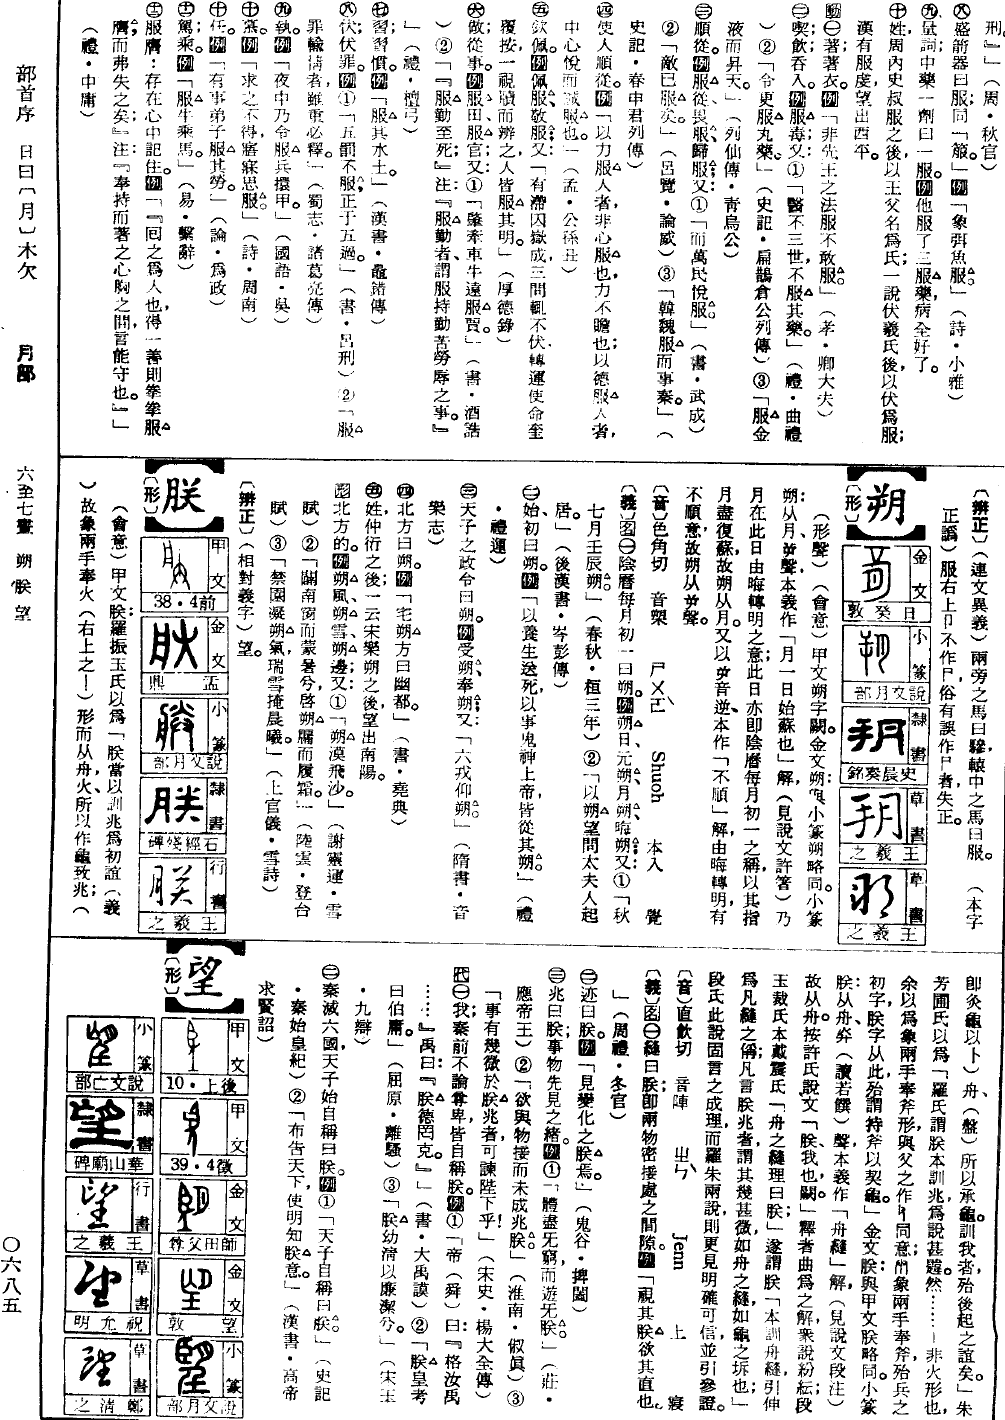 刑』」（周·秋官）
㊇盛箭器曰服同「箙」例「象弭魚服」（詩·小雅）
㊈量詞中藥一劑曰一服例他服了三服藥病全好了。
㊉姓周內史叔服之後以王父名為氏一說伏羲氏後以伏為服；
漢有服虔望出西平。
動㊀著著衣例「非先王之法服不敢服」（孝·卿大夫）
㊁喫飲吞入例服毒又：①「醫不三世不服其藥」（禮·曲禮
）②「令更服丸藥」（史記·扁鵲倉公列傳）③「服金
液而昇天」（列仙傳·青烏公）
㊂順從例服從畏服歸服又①「而萬民悅服」（書·武成）
②「敵已服矣」（呂覽·論威）③「韓魏服而事秦」（
史記·春申君列傳）
㊃使人順從例「以力服人者非心服也力不贍也以德服人者，
中心悅而誠服也」（孟·公孫丑）
㊄欽佩例佩服敬服又「有滯囚嶽成三問輒不伏轉運使命奎
覆按一視牘而辨之人皆服其明。」（厚德錄）
㊅做從事例服田服官又①「肇牽車牛遠服賈。」（書·酒誥
）②「『服勤至死』注『服勤者謂服持勤苦勞辱之事。』
」（禮·檀弓）
㊆習習慣例「服其水土」（漢書·鼂錯傳）
㊇伏伏罪例①「五罰不服正于五過」（書·呂刑）②「服
罪輸情者雖重必釋」（蜀志·諸葛亮傳）
㊈執例「夜中乃令服兵擐甲」（國語·吳）
㊉思例「求之不得寤寐思服」（詩·周南）
任例「有事弟子服其勞」（論·為政）
駕乘例「服牛乘馬」（易·繫辭）
服膺：存在心中記住例「『回之為人也得一善則拳拳服
膺而弗失之矣』注『奉持而著之心胸之間言能守也』」
（禮·中庸）
部首序 日曰〔月〕木欠
月部
六至七畫 朔 朕 望
〇六八五
〔辨正〕（連文異義）兩旁之馬曰驂轅中之馬曰服。（本字
正譌）服右上卩不作尸俗有誤作尸者失正。
朔
〔形〕
金文
日癸敦
小篆
說文月部
隸書
史晨奏銘
草書
王羲之
草書
王羲之
（形聲）（會意）甲文朔字闕金文朔小篆朔略同。小篆
朔从月屰聲本義作「月一日始蘇也」解（見說文許箸）乃
月在此日由晦轉明之意此日亦卽陰曆每月初一之稱以其指
月盡復蘇故朔从月。又以屰音逆本作「不順」解由晦轉明有
不順意故朔从屰聲。
〔音〕色角切 音槊 ㄕㄨㄛˋ Shuoh 本入 覺
〔義〕名㊀陰曆每月初一曰朔。例朔日元朔月朔晦朔又：①「秋
七月壬辰朔」（春秋·桓三年）②「以朔望問太夫人起
居。」（後漢書·岑彭傳）
㊁始初曰朔。例「以養生送死以事鬼神上帝皆從其朔。」（禮
·禮運）
㊂天子之政令曰朔。例受朔奉朔又：「六戎仰朔。」（隋書·音
樂志）
㊃北方曰朔。例「宅朔方曰幽都。」（書·堯典）
㊄姓仲衍之後一云宋樂朔之後望出南陽。
形北方的。例朔風朔雪朔邊又：①「朔漠飛沙。」（謝靈運·雪
賦）②「闢南窗而蒙暑兮啓朔牖而履霜。」（陸雲·登台
賦）③「禁園凝朔氣瑞雪掩晨曦。」（上官儀·雪詩）
〔辨正〕（相對義字）望。
朕
〔形〕
甲文
前4·38
金文
盂鼎
小篆
說文月部
隸書
石經殘碑
行書
王羲之
（會意）甲文朕：羅振玉氏以為「朕當以訓兆為初誼（義
）故象兩手奉火（右上之丨）形而从舟火所以作龜致兆；（
卽灸龜以卜）舟（盤）所以承龜。訓我者殆後起之誼矣。」朱
芳圃氏以為「羅氏謂朕本訓兆為說甚韙然……丨非火形也，
余以為象兩手奉斧形與父之作同意象兩手奉斧殆兵之
初字朕字从此殆謂持斧以契龜。」金文朕：與甲文朕略同。小篆
朕从舟灷（讀若饌）聲本義作「舟縫」解（見說文段注）
故从舟。按許氏說文「朕我也闕」釋者曲為之解衆說紛紜段
玉裁氏本戴震氏「舟之縫理曰朕」遂謂朕「本訓舟縫引伸
為凡縫之偁凡言朕兆者謂其幾甚微如舟之縫如龜之坼也」；
段氏此說固言之成理而羅朱兩說則更見明確可信並引參證。
〔音〕直飲切 音陣 ㄓㄣˋ Jenn 上 寢
〔義〕名㊀縫曰朕卽兩物密接處之間隙。例「視其朕欲其直也。
」（周禮·冬官）
㊁迹曰朕。例「見變化之朕焉。」（鬼谷·捭闔）
㊂兆曰朕；事物先見之緒。例①「體盡无窮而遊无朕」（莊·
應帝王）②「欲與物接而未成兆朕」（淮南·俶眞）③
「事有幾微於朕兆者可諫陛下乎！」（宋史·楊大全傳）
代㊀我；秦前不論尊卑皆自稱朕。例①「帝（舜）曰『格汝禹
……』禹曰『朕德罔克。』」（書·大禹謨）②「朕皇考
曰伯庸」（屈原·離騷）③「朕幼清以廉潔兮。」（宋玉
·九辯）
㊁秦滅六國天子始自稱曰朕。例①「天子自稱曰朕」（史記
·秦始皇紀）②「布告天下使明知朕意」（漢書·高帝
求賢詔）
望
〔形〕
甲文
後上·10
甲文
徵4·39
金文
師田父尊
金文
望敦
小篆
說文月部
小篆
說文亡部
隸書
華山廟碑
行書
王羲之
草書
祝允明
草書
鄭清之